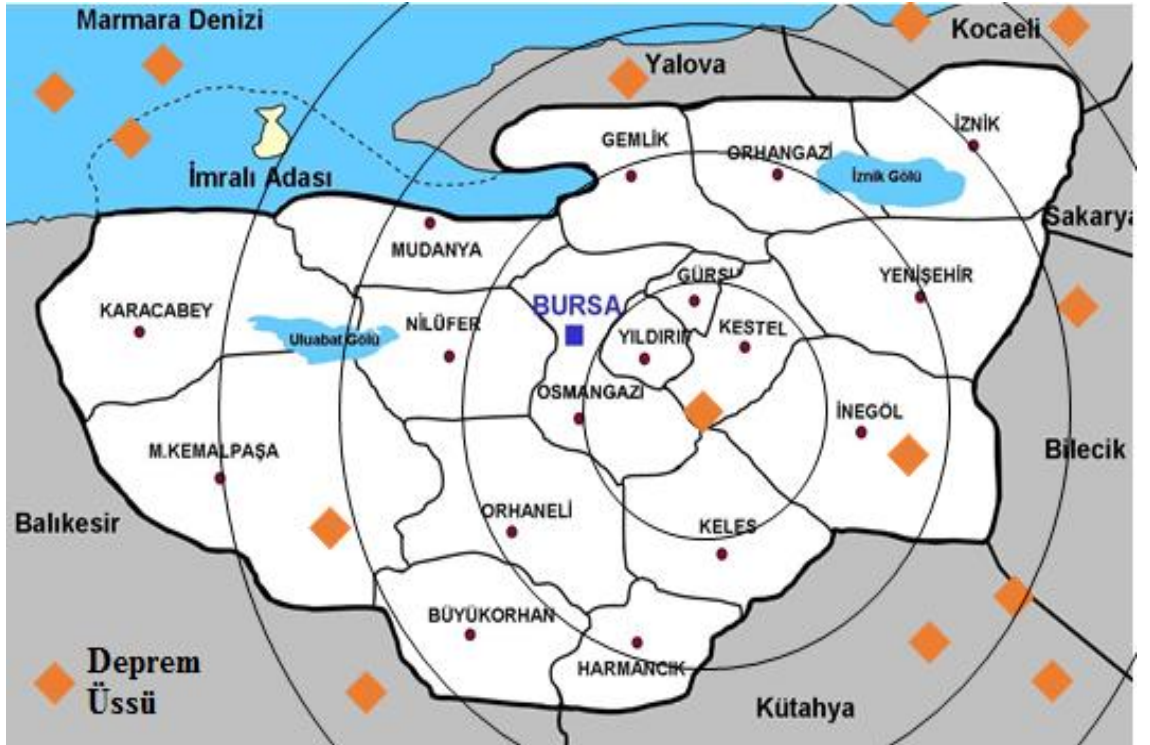 Marmara Denizi
Kocaeli
Yalova
İZNİK
GEMLİK
ORHANGAZİ
İmralı Adası
İznik Gölü
Sakarya
MUDANYA
GÜRSU
YENİŞEHİR
KARACABEY
BURSA
NİLÜFER
Uluabat Gölü
YILDIRIM
KESTEL
OSMANGAZİ
İNEGÖL
M.KEMALPAŞA
Bilecik
Balıkesir
ORHANELİ
KELES
BÜYÜKORHAN
HARMANCIK
Deprem
Üssü
Kütahya